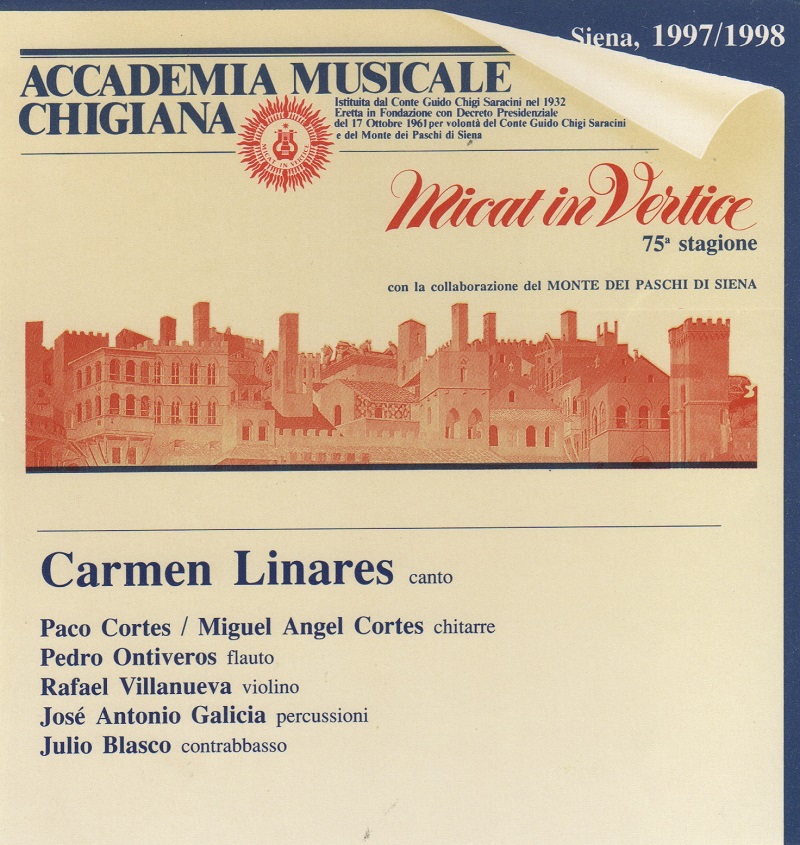 Siena, 1997/1998
ACCADEMIA MUSICALE
CHIGIANA
Istituita dal Conte Guido Chigi Saracini nel 1932
Eretta in Fondazione con Decreto Presidenziale
del 17 Ottobre 1961 per volontà del Conte Guido Chigi Saracini
e del Monte dei Paschi di Siena
MICAT IN VERTICE
Micat in Vertice
75ª stagione
con la collaborazione del MONTE DEI PASCHI DI SIENA
Carmen Linares canto
Paco Cortes / Miguel Angel Cortes chitarre
Pedro Ontiveros flauto
Rafael Villanueva violino
José Antonio Galicia percussioni
Julio Blasco contrabbasso